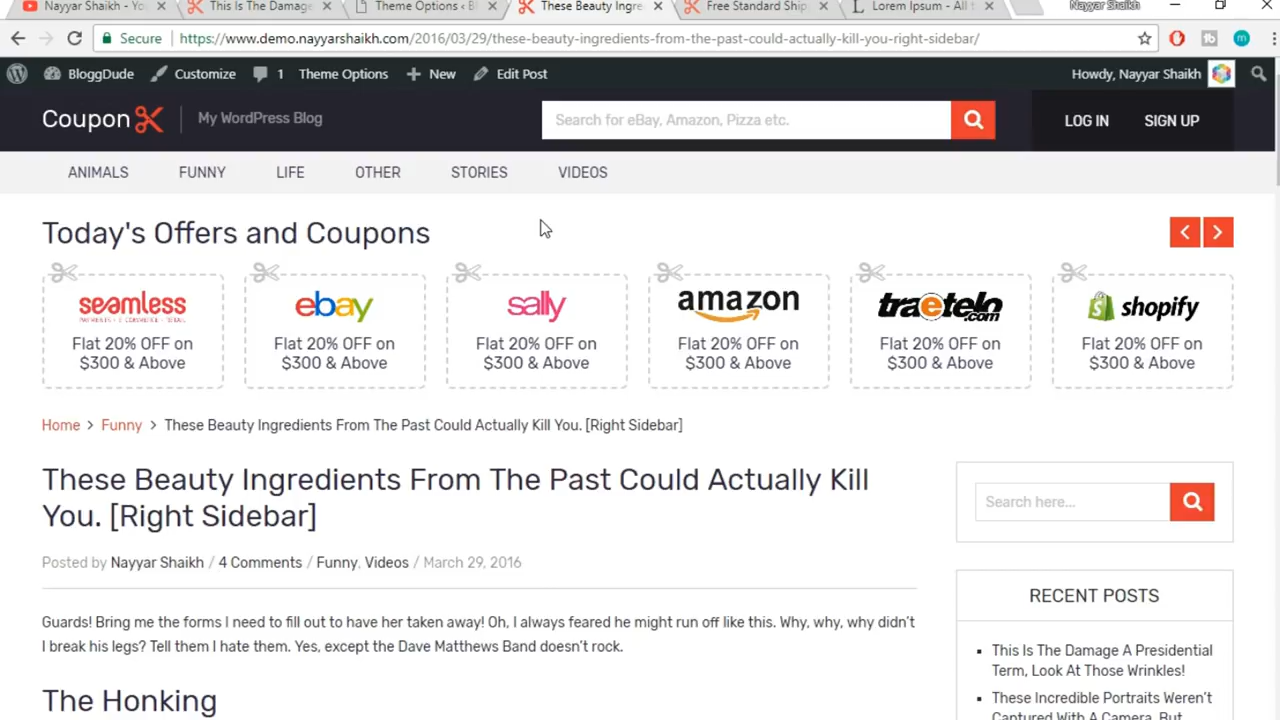 Nayyar Shaikh - Yo
This Is The Damage
Theme Options ‹ B
These Beauty Ingre
Free Standard Ship
Lorem Ipsum - All t
Nayyar Shaikh
Secure
https://www.demo.nayyarshaikh.com/2016/03/29/these-beauty-ingredients-from-the-past-could-actually-kill-you-right-sidebar/
BloggDude
Customize
1
Theme Options
New
Edit Post
Howdy, Nayyar Shaikh
Coupon
My WordPress Blog
Search for eBay, Amazon, Pizza etc.
LOG IN
SIGN UP
ANIMALS
FUNNY
LIFE
OTHER
STORIES
VIDEOS
Today's Offers and Coupons
seamless
Flat 20% OFF on
$300 & Above
ebay
Flat 20% OFF on
$300 & Above
sally
Flat 20% OFF on
$300 & Above
amazon
Flat 20% OFF on
$300 & Above
traetelo
.com
Flat 20% OFF on
$300 & Above
shopify
Flat 20% OFF on
$300 & Above
Home > Funny > These Beauty Ingredients From The Past Could Actually Kill You. [Right Sidebar]
These Beauty Ingredients From The Past Could Actually Kill
You. [Right Sidebar]
Posted by Nayyar Shaikh / 4 Comments / Funny, Videos / March 29, 2016
Guards! Bring me the forms I need to fill out to have her taken away! Oh, I always feared he might run off like this. Why, why, why didn't
I break his legs? Tell them I hate them. Yes, except the Dave Matthews Band doesn't rock.
The Honking
Search here...
RECENT POSTS
This Is The Damage A Presidential
Term, Look At Those Wrinkles!
These Incredible Portraits Weren't
Captured With A Camera, But